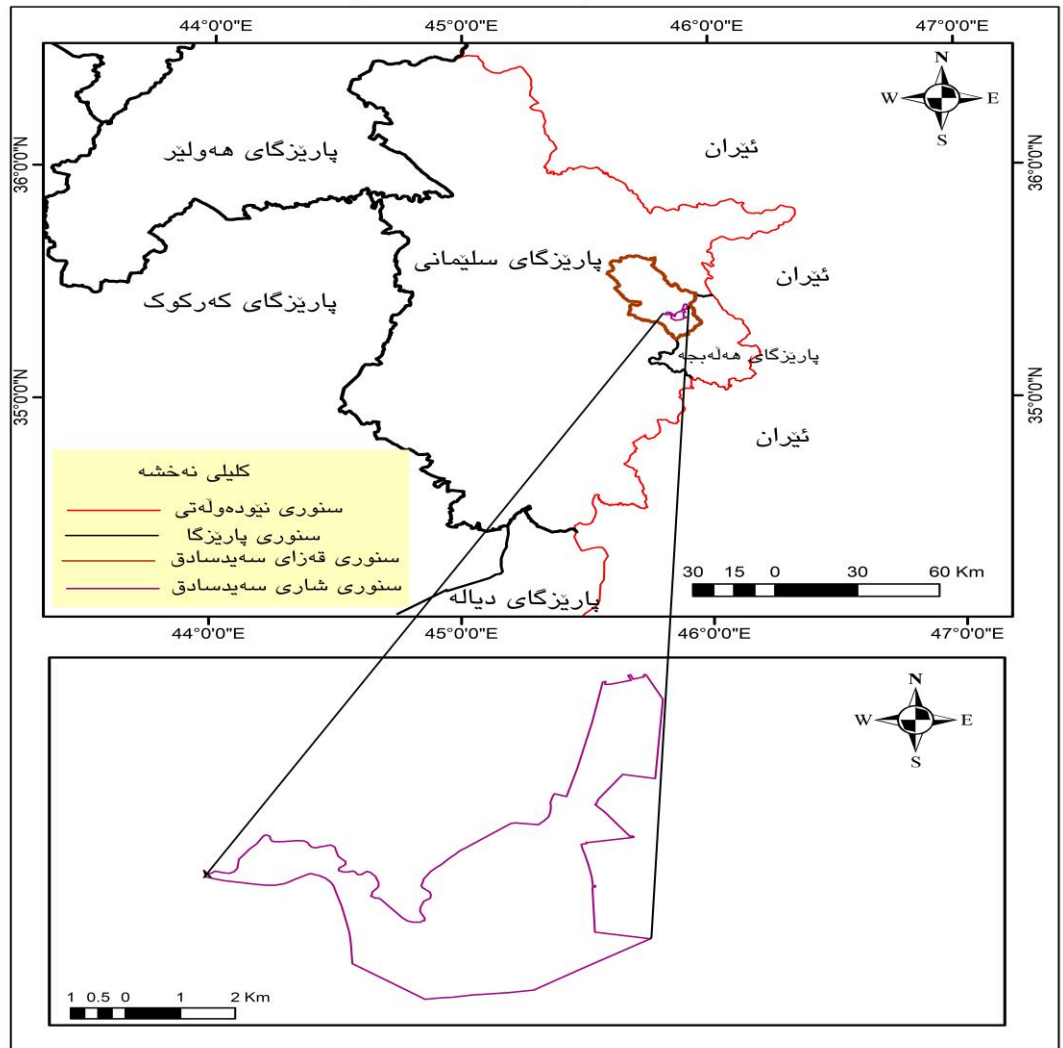 44°0'0"E 45°0'0"E 46°0'0"E 47°0'0"E
N
W E
S
36°0'0"N
36°0'0"N
پارێزگای هەولێر
ئێران
پارێزگای سلێمانی
ئێران
پارێزگای کەرکوک
پارێزگای هەڵەبجە
35°0'0"N
35°0'0"N
ئێران
کلیلی نەخشە
سنوری نێودەوڵەتی
سنوری پارێزگا
سنوری قەزای سەیدسادق
سنوری شاری سەیدسادق
پارێزگای دیالە
30 15 0 30 60 Km
44°0'0"E 45°0'0"E 46°0'0"E 47°0'0"E
N
W E
S
1 0.5 0 1 2 Km